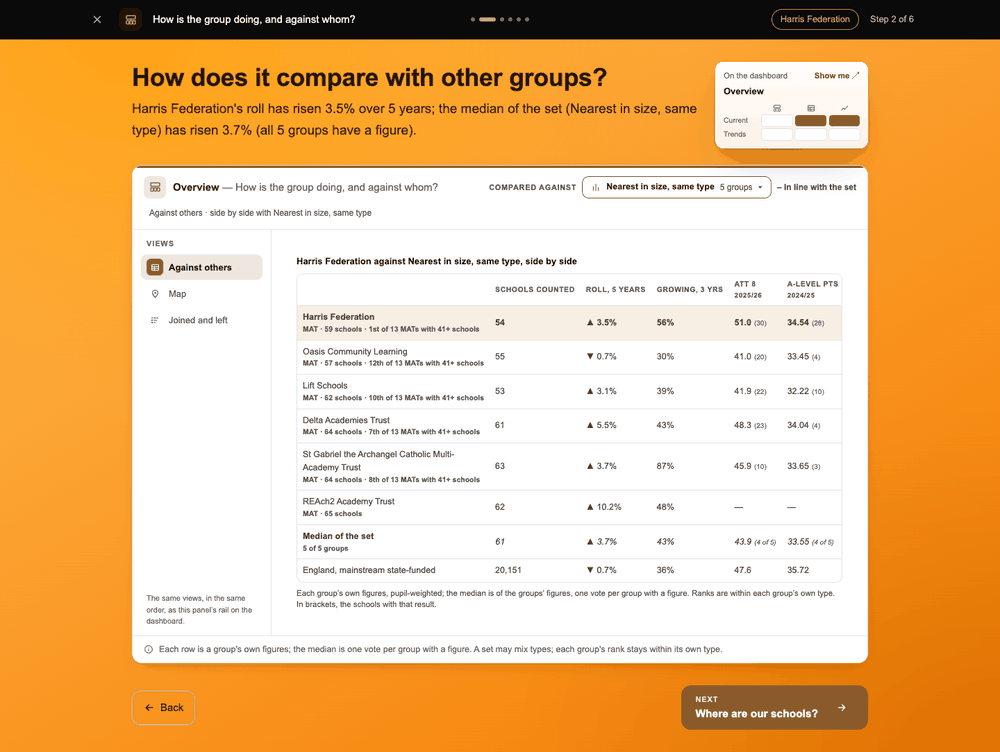 How is the group doing, and against whom?
Harris Federation
Step 2 of 6
How does it compare with other groups?
Harris Federation's roll has risen 3.5% over 5 years; the median of the set (Nearest in size, same
type) has risen 3.7% (all 5 groups have a figure).
On the dashboard
Show me
Overview
Current
Trends
Overview — How is the group doing, and against whom?
COMPARED AGAINST
Nearest in size, same type 5 groups
– In line with the set
Against others · side by side with Nearest in size, same type
VIEWS
Against others
Map
Joined and left
The same views, in the same
order, as this panel's rail on the
dashboard.
Harris Federation against Nearest in size, same type, side by side
SCHOOLS COUNTED ROLL, 5 YEARS GROWING, 3 YRS ATT 8 2025/26 A-LEVEL PTS 2024/25
Harris Federation
MAT · 59 schools · 1st of 13 MATs with 41+ schools
54 ▲ 3.5% 56% 51.0 (30) 34.54 (28)
Oasis Community Learning
MAT · 57 schools · 12th of 13 MATs with 41+ schools
55 ▼ 0.7% 30% 41.0 (20) 33.45 (4)
Lift Schools
MAT · 62 schools · 10th of 13 MATs with 41+ schools
53 ▲ 3.1% 39% 41.9 (22) 32.22 (10)
Delta Academies Trust
MAT · 64 schools · 7th of 13 MATs with 41+ schools
61 ▲ 5.5% 43% 48.3 (23) 34.04 (4)
St Gabriel the Archangel Catholic Multi-
Academy Trust
MAT · 64 schools · 8th of 13 MATs with 41+ schools
63 ▲ 3.7% 87% 45.9 (10) 33.65 (3)
REAch2 Academy Trust
MAT · 65 schools
62 ▲ 10.2% 48% — —
Median of the set
5 of 5 groups
61 ▲ 3.7% 43% 43.9 (4 of 5) 33.55 (4 of 5)
England, mainstream state-funded 20,151 ▼ 0.7% 36% 47.6 35.72
Each group's own figures, pupil-weighted; the median is of the groups' figures, one vote per group with a figure. Ranks are within each group's own type.
In brackets, the schools with that result.
Each row is a group's own figures; the median is one vote per group with a figure. A set may mix types; each group's rank stays within its own type.
Back
NEXT
Where are our schools?